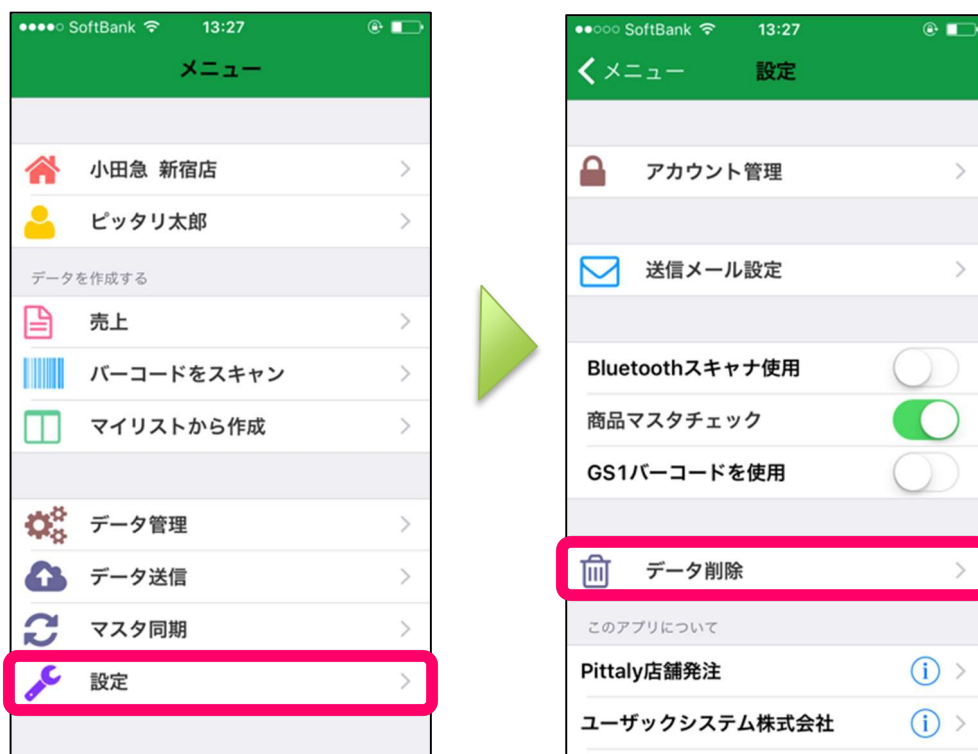 SoftBank 13:27
メニュー
小田急 新宿店
ピッタリ太郎
データを作成する
売上
バーコードをスキャン
マイリストから作成
データ管理
データ送信
マスタ同期
設定
SoftBank 13:27
メニュー 設定
アカウント管理
送信メール設定
Bluetoothスキャナ使用
商品マスタチェック
GS1バーコードを使用
データ削除
このアプリについて
Pittaly店舗発注
ユーザックシステム株式会社